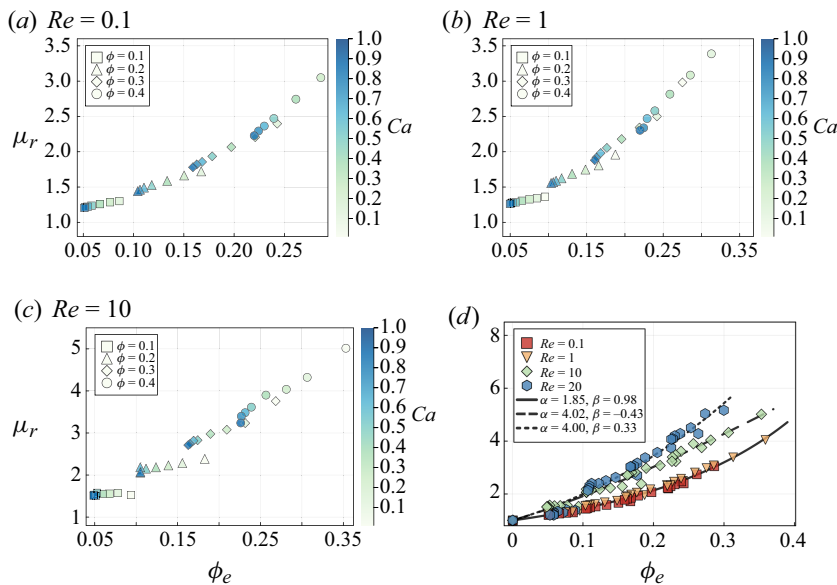 (a) Re = 0.1
3.5
3.0
2.5
2.0
1.5
1.0
μr
ϕ = 0.1
ϕ = 0.2
ϕ = 0.3
ϕ = 0.4
0.05 0.10 0.15 0.20 0.25
1.0
0.9
0.8
0.7
0.6
0.5
0.4
0.3
0.2
0.1
Ca
(b) Re = 1
3.5
3.0
2.5
2.0
1.5
1.0
ϕ = 0.1
ϕ = 0.2
ϕ = 0.3
ϕ = 0.4
0.05 0.15 0.25 0.35
1.0
0.9
0.8
0.7
0.6
0.5
0.4
0.3
0.2
0.1
Ca
(c) Re = 10
5
4
3
2
1
μr
ϕ = 0.1
ϕ = 0.2
ϕ = 0.3
ϕ = 0.4
0.05 0.15 0.25 0.35
ϕe
1.0
0.9
0.8
0.7
0.6
0.5
0.4
0.3
0.2
0.1
Ca
(d)
8
6
4
2
Re = 0.1
Re = 1
Re = 10
Re = 20
α = 1.85, β = 0.98
α = 4.02, β = –0.43
α = 4.00, β = 0.33
0 0.1 0.2 0.3 0.4
ϕe